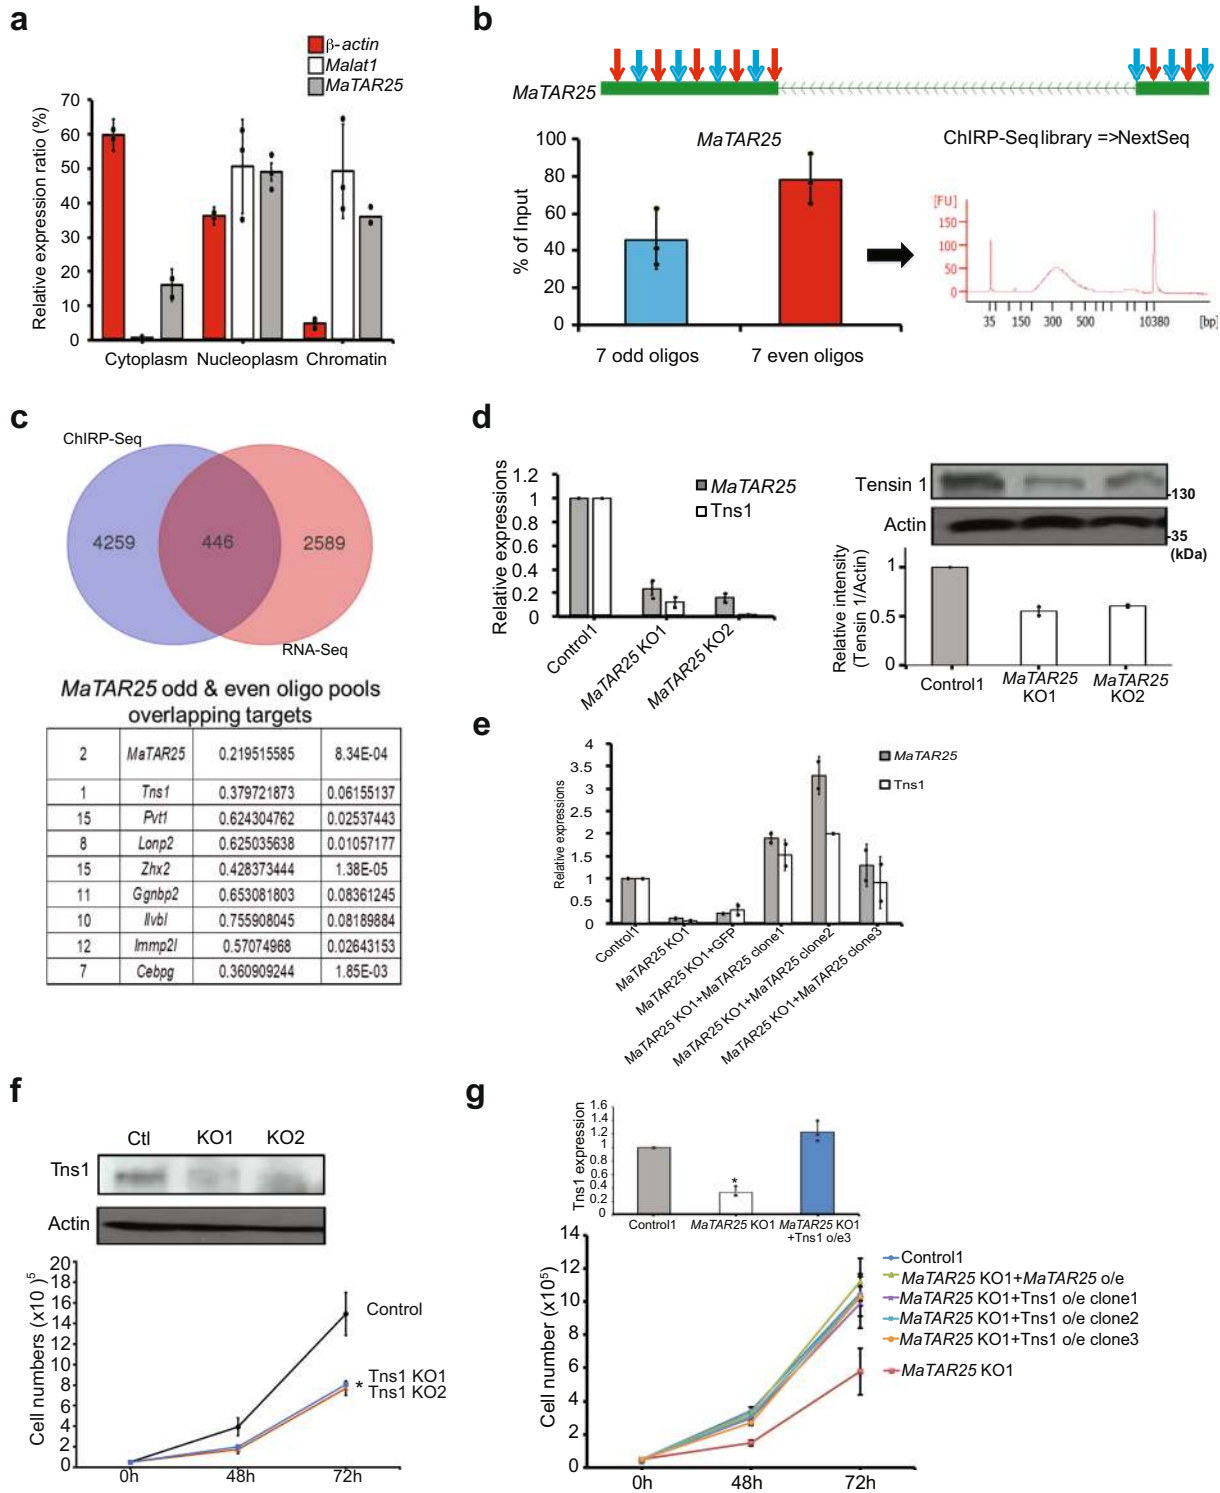 a
β-actin
Malat1
MaTAR25
Relative expression ratio (%)
70
60
50
40
30
20
10
0
Cytoplasm Nucleoplasm Chromatin
b
MaTAR25
MaTAR25
% of Input
100
80
60
40
20
0
7 odd oligos 7 even oligos
ChIRP-Seq library =>NextSeq
[FU]
150
100
50
0
35 150 300 500 10380 [bp]
c
ChIRP-Seq
4259 446 2589
RNA-Seq
MaTAR25 odd & even oligo pools
overlapping targets
2 MaTAR25 0.219515585 8.34E-04
1 Tns1 0.379721873 0.06155137
15 Pvt1 0.624304762 0.02537443
8 Lonp2 0.625035638 0.01057177
15 Zhx2 0.428373444 1.38E-05
11 Ggnbp2 0.653081803 0.08361245
10 Ilvbl 0.755908045 0.08189884
12 Immp2l 0.57074968 0.02643153
7 Cebpg 0.360909244 1.85E-03
d
Relative expressions
1.2
1
0.8
0.6
0.4
0.2
0
MaTAR25
Tns1
Control1
MaTAR25 KO1
MaTAR25 KO2
Tensin 1
-130
Actin
-35
(kDa)
Relative intensity
(Tensin 1/Actin)
1
0.5
0
Control1 MaTAR25 MaTAR25
KO1 KO2
e
Relative expressions
4
3.5
3
2.5
2
1.5
1
0.5
0
MaTAR25
Tns1
Control1
MaTAR25 KO1
MaTAR25 KO1+GFP
MaTAR25 KO1+MaTAR25 clone1
MaTAR25 KO1+MaTAR25 clone2
MaTAR25 KO1+MaTAR25 clone3
f
Ctl KO1 KO2
Tns1
Actin
Cell numbers (x10 )5
20
18
16
14
12
10
8
6
4
2
0
Control
Tns1 KO1
* Tns1 KO2
0h 48h 72h
g
Tns1 expression
1.6
1.4
1.2
1
0.8
0.6
0.4
0.2
0
*
Control1 MaTAR25 KO1 MaTAR25 KO1
+Tns1 o/e3
Cell number (x10⁵)
14
12
10
8
6
4
2
0
0h 48h 72h
Control1
MaTAR25 KO1+MaTAR25 o/e
MaTAR25 KO1+Tns1 o/e clone1
MaTAR25 KO1+Tns1 o/e clone2
MaTAR25 KO1+Tns1 o/e clone3
MaTAR25 KO1